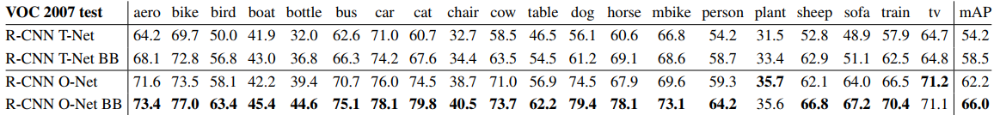 VOC 2007 test aero bike bird boat bottle bus car cat chair cow table dog horse mbike person plant sheep sofa train tv mAP
R-CNN T-Net 64.2 69.7 50.0 41.9 32.0 62.6 71.0 60.7 32.7 58.5 46.5 56.1 60.6 66.8 54.2 31.5 52.8 48.9 57.9 64.7 54.2
R-CNN T-Net BB 68.1 72.8 56.8 43.0 36.8 66.3 74.2 67.6 34.4 63.5 54.5 61.2 69.1 68.6 58.7 33.4 62.9 51.1 62.5 64.8 58.5
R-CNN O-Net 71.6 73.5 58.1 42.2 39.4 70.7 76.0 74.5 38.7 71.0 56.9 74.5 67.9 69.6 59.3 35.7 62.1 64.0 66.5 71.2 62.2
R-CNN O-Net BB 73.4 77.0 63.4 45.4 44.6 75.1 78.1 79.8 40.5 73.7 62.2 79.4 78.1 73.1 64.2 35.6 66.8 67.2 70.4 71.1 66.0